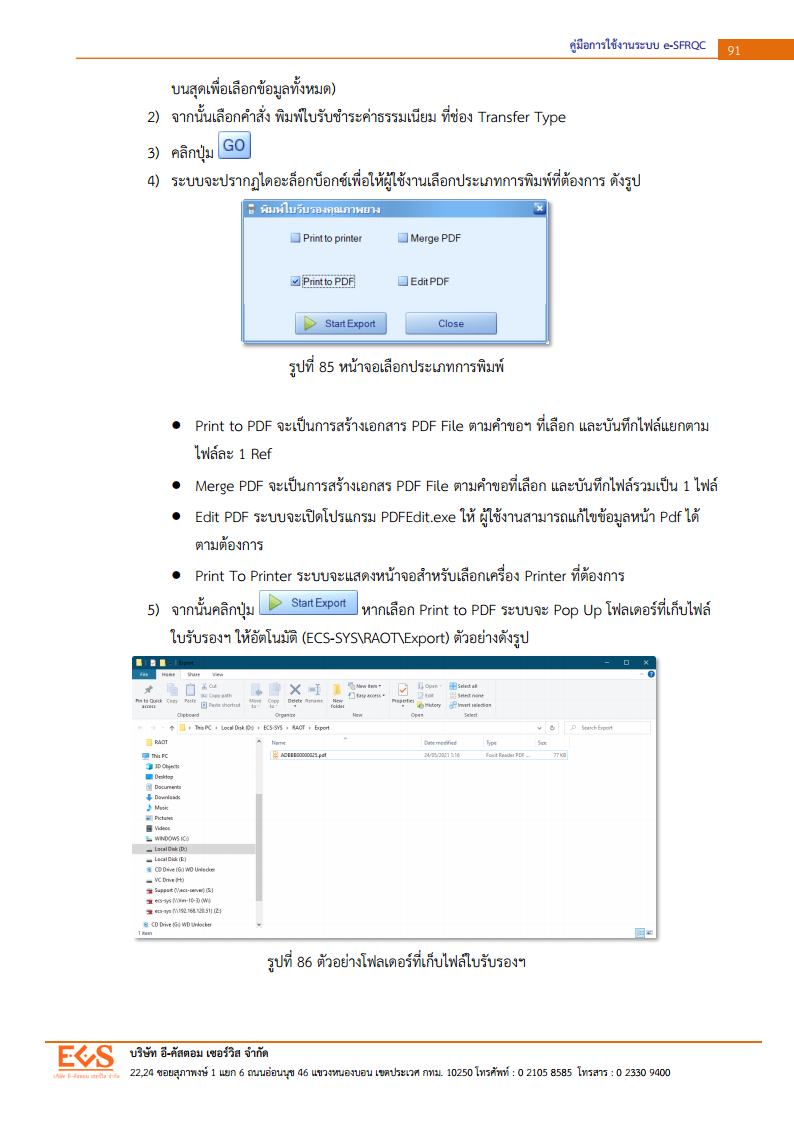 คู่มือการใช้งานระบบ e-SFRQC 91
บนสุดเพื่อเลือกข้อมูลทั้งหมด)
2) จากนั้นเลือกคำสั่ง พิมพ์ใบรับชำระค่าธรรมเนียม ที่ช่อง Transfer Type
3) คลิกปุ่ม GO
4) ระบบจะปรากฏไดอะล็อกบ็อกซ์เพื่อให้ผู้ใช้งานเลือกประเภทการพิมพ์ที่ต้องการ ดังรูป
พิมพ์ใบรับรองคุณภาพยาง
Print to printer Merge PDF
Print to PDF Edit PDF
Start Export Close
รูปที่ 85 หน้าจอเลือกประเภทการพิมพ์
● Print to PDF จะเป็นการสร้างเอกสาร PDF File ตามคำขอฯ ที่เลือก และบันทึกไฟล์แยกตาม
ไฟล์ละ 1 Ref
● Merge PDF จะเป็นการสร้างเอกสร PDF File ตามคำขอที่เลือก และบันทึกไฟล์รวมเป็น 1 ไฟล์
● Edit PDF ระบบจะเปิดโปรแกรม PDFEdit.exe ให้ ผู้ใช้งานสามารถแก้ไขข้อมูลหน้า Pdf ได้
ตามต้องการ
● Print To Printer ระบบจะแสดงหน้าจอสำหรับเลือกเครื่อง Printer ที่ต้องการ
5) จากนั้นคลิกปุ่ม Start Export หากเลือก Print to PDF ระบบจะ Pop Up โฟลเดอร์ที่เก็บไฟล์
ใบรับรองฯ ให้อัตโนมัติ (ECS-SYS\RAOT\Export) ตัวอย่างดังรูป
Export
File Home Share View
Pin to Quick access Copy Paste Cut Copy path Paste shortcut Move to Copy to Delete Rename New folder New item Easy access Properties Open Edit History Select all Select none Invert selection
Clipboard Organize New Open Select
This PC > Local Disk (D:) > ECS-SYS > RAOT > Export Search Export
RAOT Name Date modified Type Size
This PC AOBBB00000025.pdf 24/05/2021 5:16 Foxit Reader PDF ... 77 KB
3D Objects
Desktop
Documents
Downloads
Music
Pictures
Videos
WINDOWS (C:)
Local Disk (D:)
Local Disk (E:)
CD Drive (G:) WD Unlocker
VC Drive (H:)
Support (\\ecs-server) (S:)
ecs-sys (\\Vm-10-3) (W:)
ecs-sys (\\192.168.120.51) (Z:)
CD Drive (G:) WD Unlocker
1 item
รูปที่ 86 ตัวอย่างโฟลเดอร์ที่เก็บไฟล์ใบรับรองฯ
ECS
บริษัท อี-คัสตอม เซอร์วิส จำกัด
บริษัท อี-คัสตอม เซอร์วิส จำกัด
22,24 ซอยสุภาพงษ์ 1 แยก 6 ถนนอ่อนนุช 46 แขวงหนองบอน เขตประเวศ กทม. 10250 โทรศัพท์ : 0 2105 8585 โทรสาร : 0 2330 9400